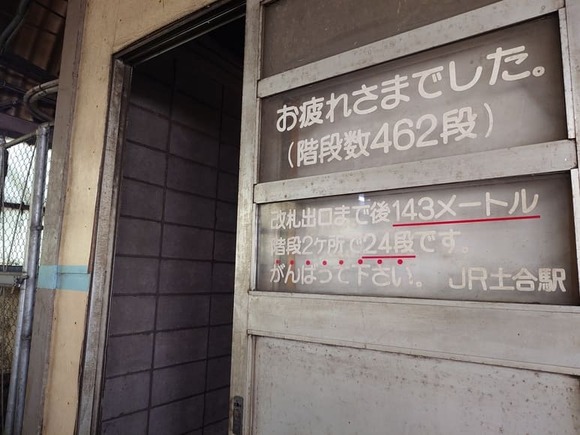 お疲れさまでした。
（階段数462段）
改札出口まで後143メートル
階段2ヶ所で24段です。
がんばって下さい。 JR土合駅